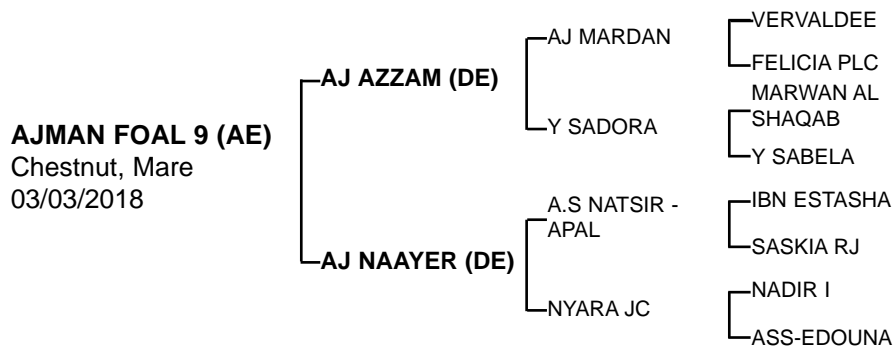 AJMAN FOAL 9 (AE)
Chestnut, Mare
03/03/2018
AJ AZZAM (DE)
AJ NAAYER (DE)
AJ MARDAN
Y SADORA
A.S NATSIR -
APAL
NYARA JC
VERVALDEE
FELICIA PLC
MARWAN AL
SHAQAB
Y SABELA
IBN ESTASHA
SASKIA RJ
NADIR I
ASS-EDOUNA